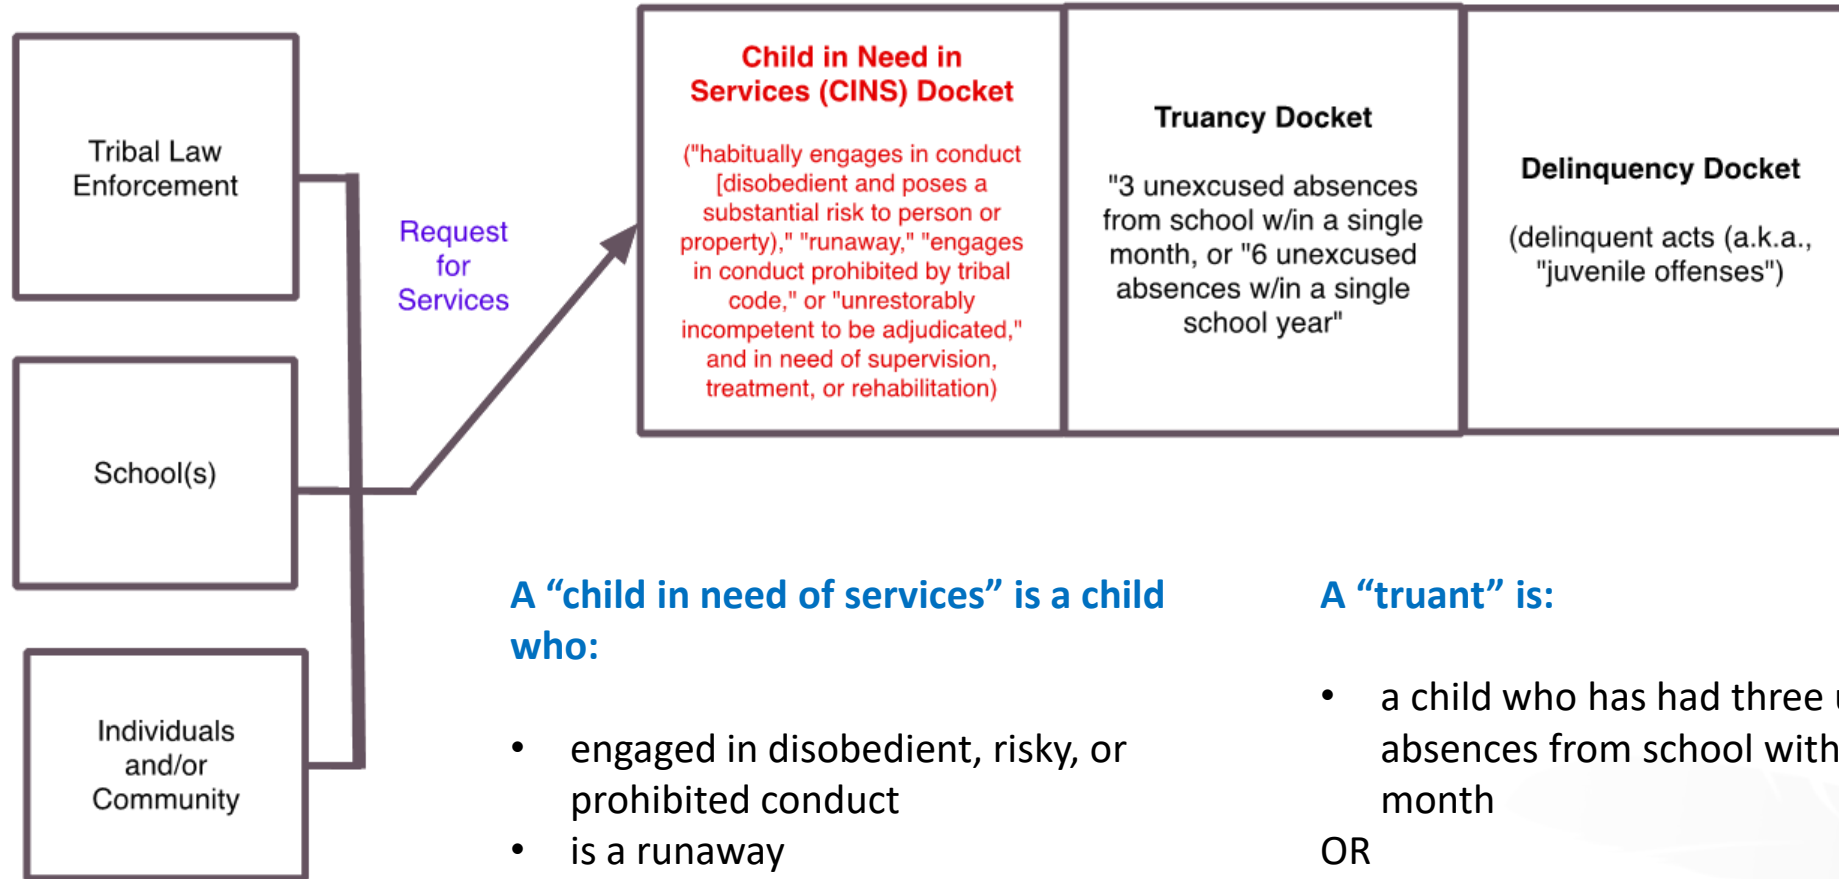 Tribal Law
Enforcement
School(s)
Individuals
and/or
Community
Request
for
Services
Child in Need in
Services (CINS) Docket
("habitually engages in conduct
[disobedient and poses a
substantial risk to person or
property)," "runaway," "engages
in conduct prohibited by tribal
code," or "unrestorably
incompetent to be adjudicated,"
and in need of supervision,
treatment, or rehabilitation)
Truancy Docket
"3 unexcused absences
from school w/in a single
month, or "6 unexcused
absences w/in a single
school year"
Delinquency Docket
(delinquent acts (a.k.a.,
"juvenile offenses")
A “child in need of services” is a child
who:
• engaged in disobedient, risky, or
prohibited conduct
• is a runaway
A “truant” is:
• a child who has had three
absences from school with
month
OR